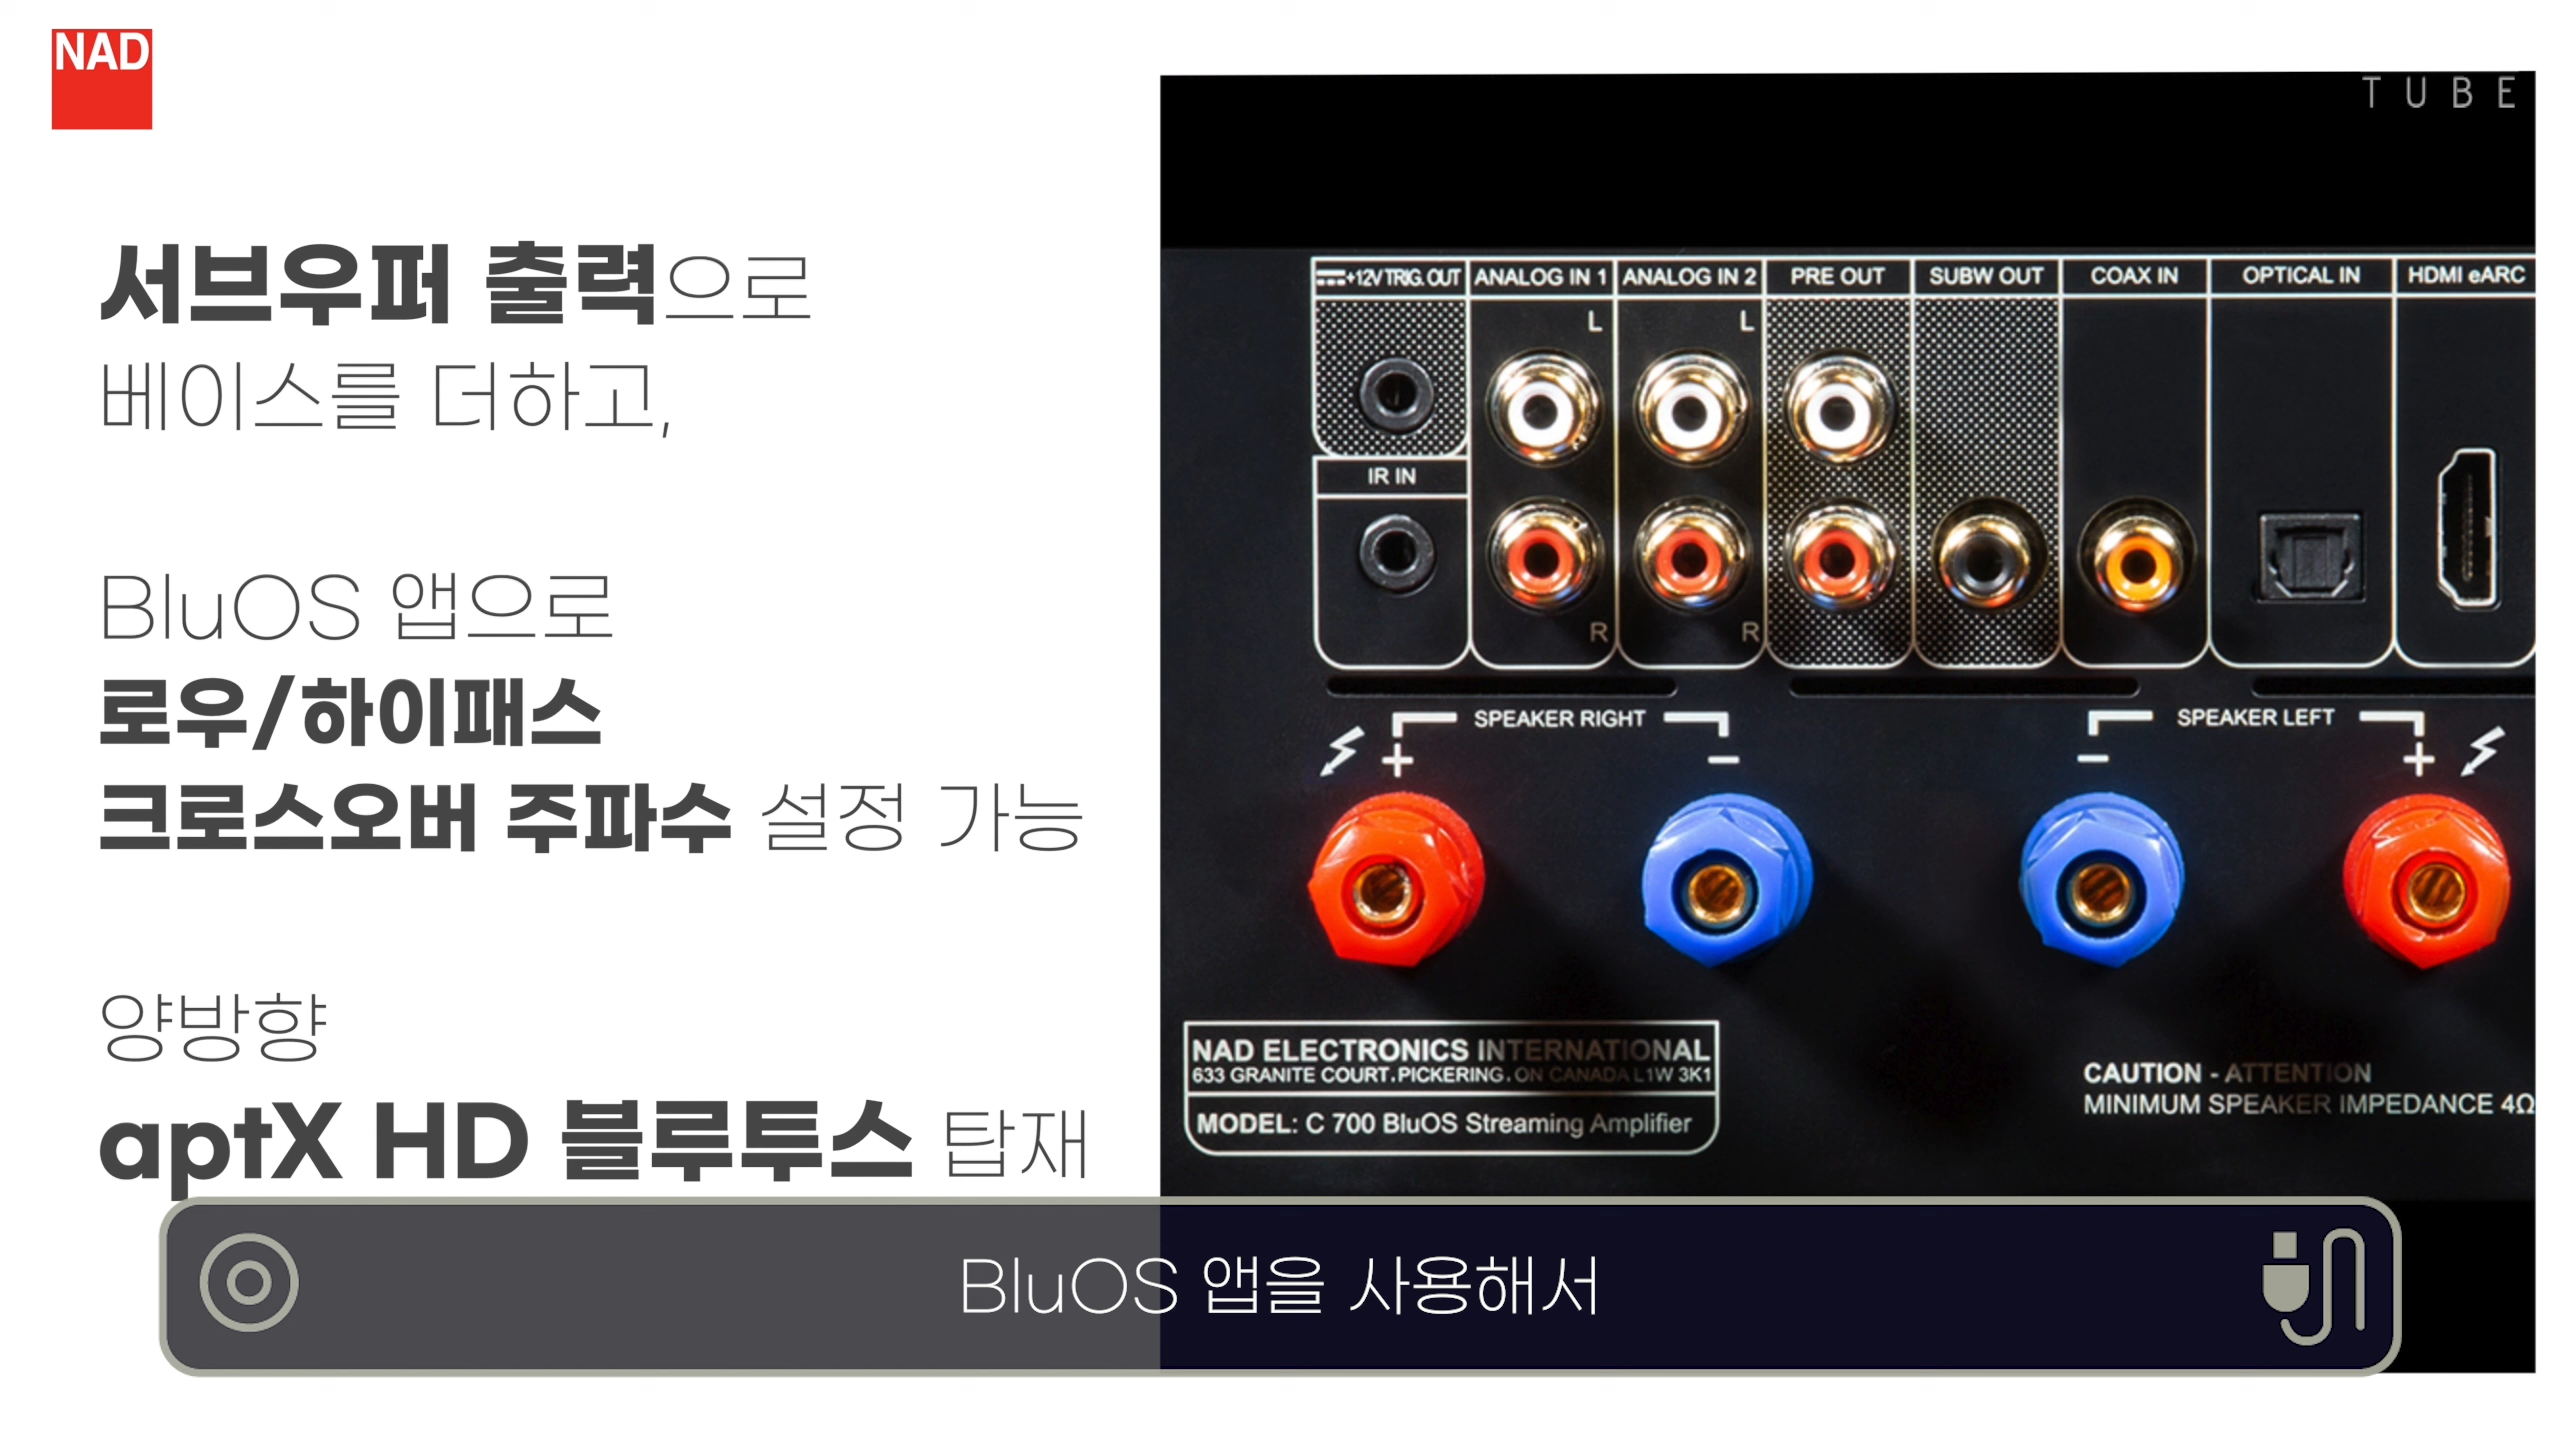 NAD
서브우퍼 출력으로
베이스를 더하고,
BluOS 앱으로
로우/하이패스
크로스오버 주파수 설정 가능
양방향
aptX HD 블루투스 탑재
TUBE
+12V TRIG. OUT
ANALOG IN 1
ANALOG IN 2
PRE OUT
SUBW OUT
COAX IN
OPTICAL IN
HDMI eARC
L
L
IR IN
R
R
SPEAKER RIGHT
SPEAKER LEFT
+ −
− +
NAD ELECTRONICS INTERNATIONAL
633 GRANITE COURT. PICKERING. ON CANADA L1W 3K1
MODEL: C 700 BluOS Streaming Amplifier
CAUTION - ATTENTION
MINIMUM SPEAKER IMPEDANCE 4Ω
BluOS 앱을 사용해서